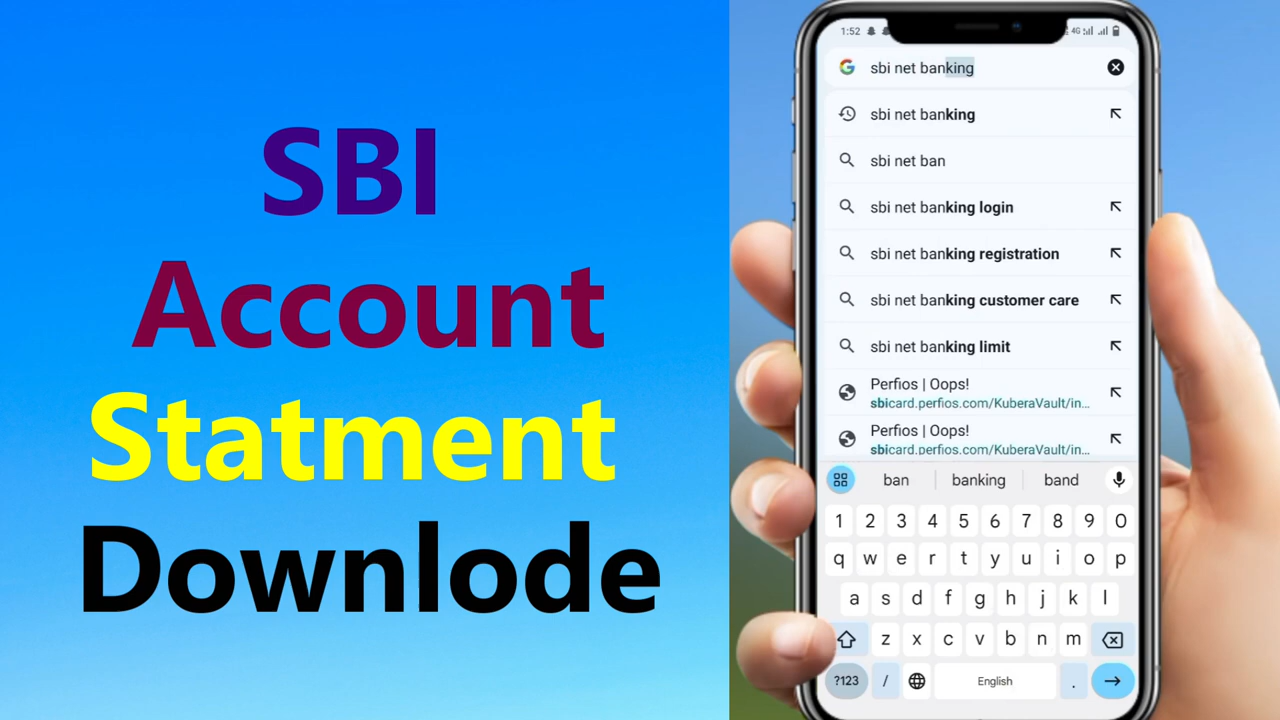 SBI
Account
Statment
Downlode
1:52 4G
sbi net banking
sbi net banking
sbi net ban
sbi net banking login
sbi net banking registration
sbi net banking customer care
sbi net banking limit
Perfios | Oops!
sbicard.perfios.com/KuberaVault/in...
Perfios | Oops!
sbicard.perfios.com/KuberaVault/in...
ban banking band
1 2 3 4 5 6 7 8 9 0
q w e r t y u i o p
a s d f g h j k l
z x c v b n m
?123 / English .